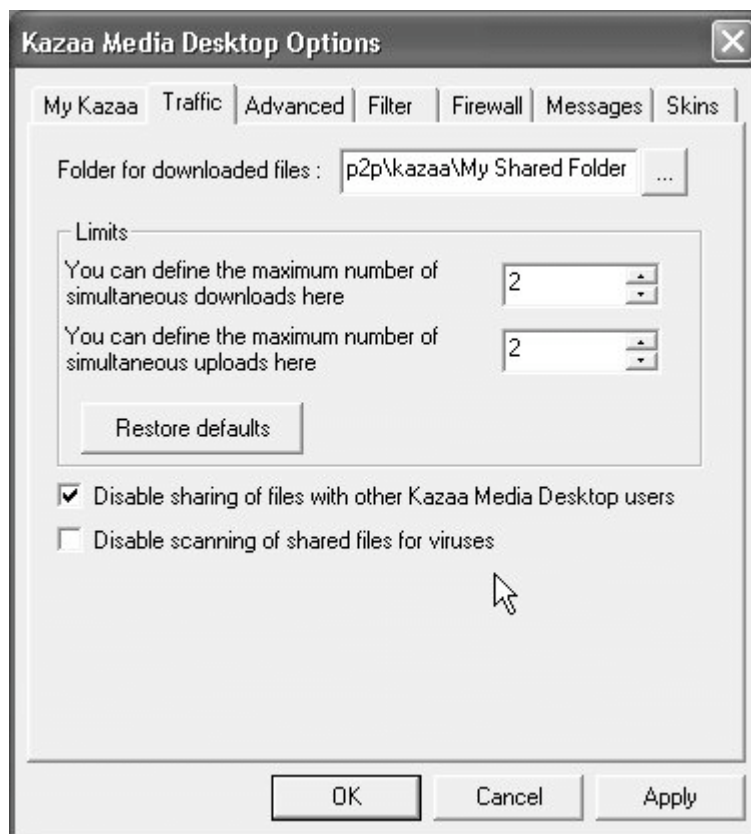 Kazaa Media Desktop Options
My Kazaa Traffic Advanced Filter Firewall Messages Skins
Folder for downloaded files : p2p\kazaa\My Shared Folder ...
Limits
You can define the maximum number of
simultaneous downloads here
2
You can define the maximum number of
simultaneous uploads here
2
Restore defaults
Disable sharing of files with other Kazaa Media Desktop users
Disable scanning of shared files for viruses
OK Cancel Apply